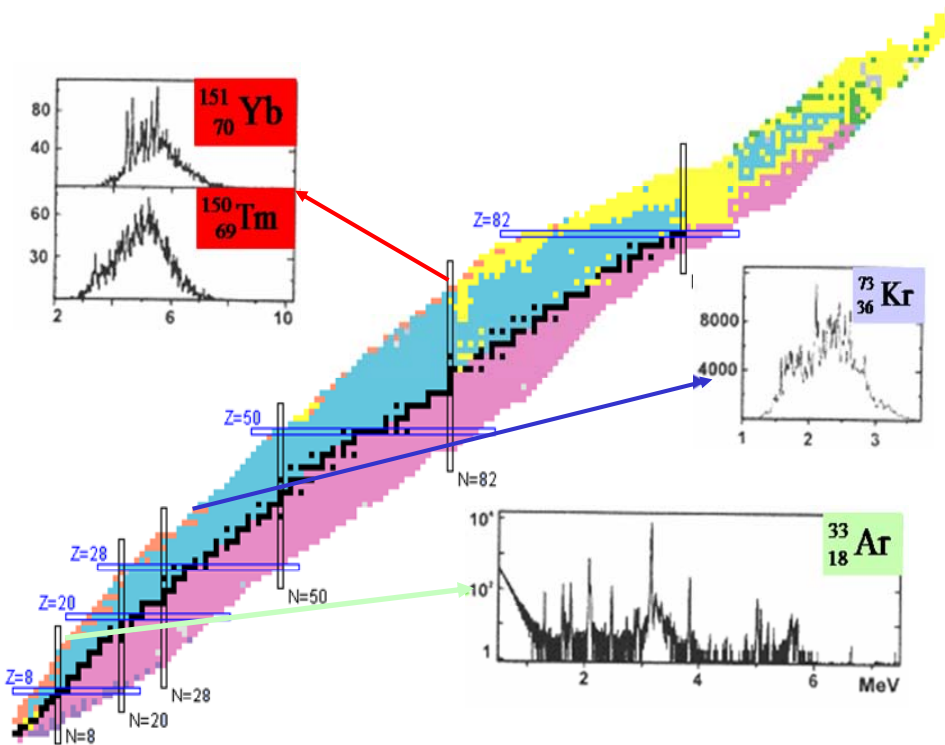 151
70 Yb
80
40
150
69 Tm
60
30
2 6 10
Z=82
73
36 Kr
8000
4000
1 2 3
Z=50
N=82
33
18 Ar
10⁴
10²
1
2 4 6 MeV
Z=28
N=50
Z=20
N=28
Z=8
N=20
N=8